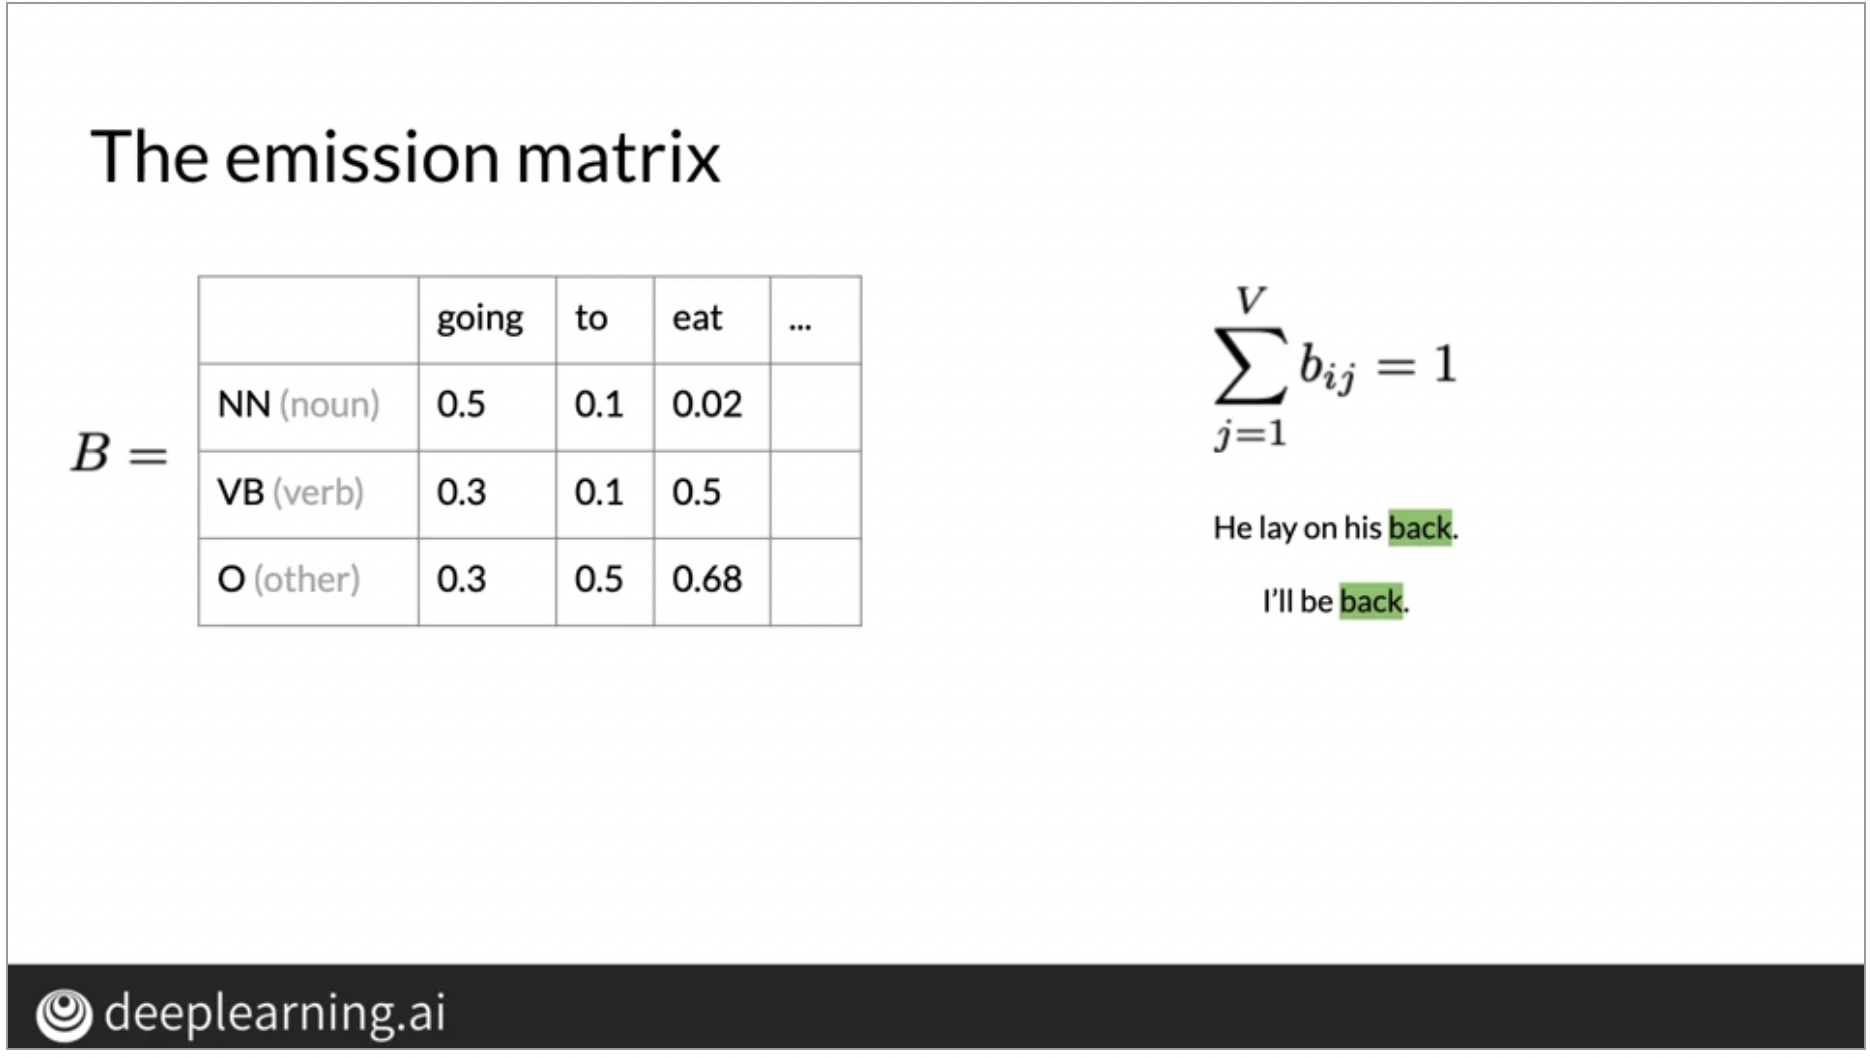 The emission matrix
B =
going to eat ...
NN (noun) 0.5 0.1 0.02
VB (verb) 0.3 0.1 0.5
O (other) 0.3 0.5 0.68
V
∑ b_{ij} = 1
j=1
He lay on his back.
I'll be back.
deeplearning.ai